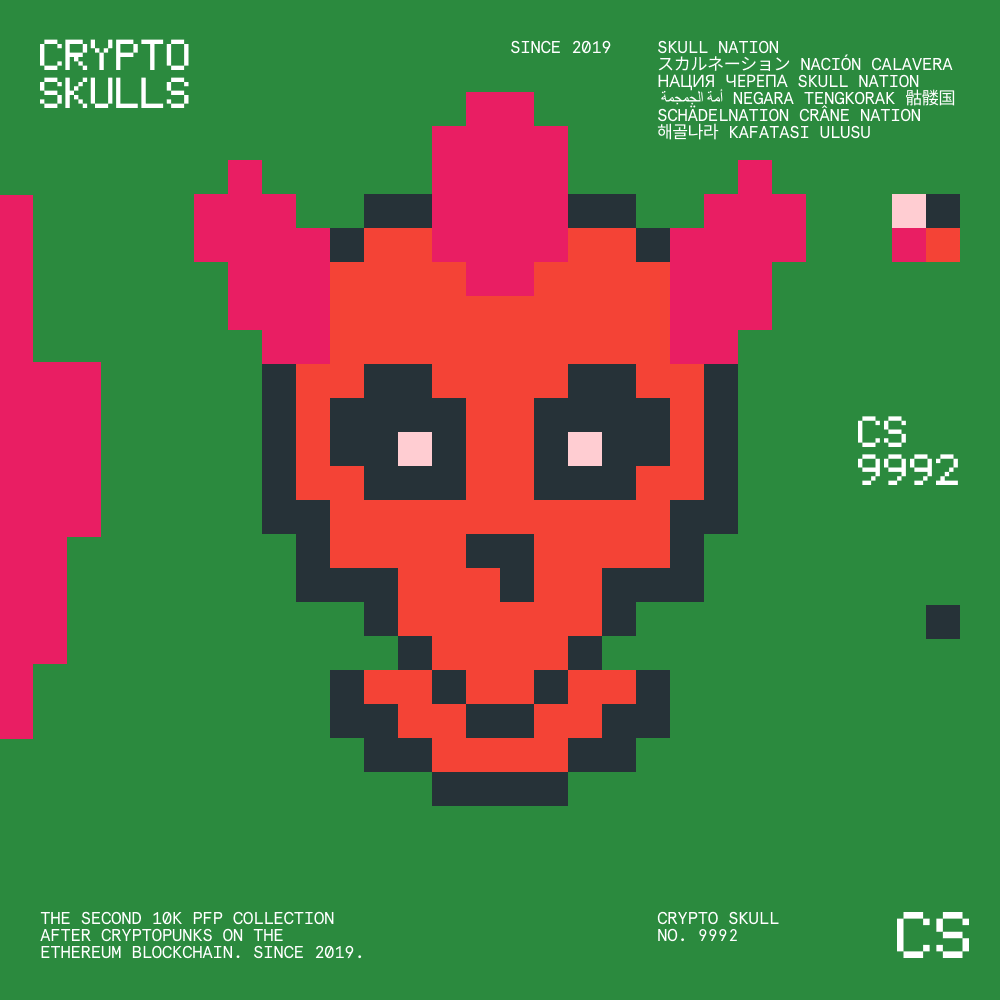 CRYPTO
SKULLS
SINCE 2019
SKULL NATION
スカルネーション NACIÓN CALAVERA
НАЦИЯ ЧЕРЕПА SKULL NATION
أمة الجمجمة NEGARA TENGKORAK 骷髅国
SCHÄDELNATION CRÂNE NATION
해골나라 KAFATASI ULUSU
CS
9992
THE SECOND 10K PFP COLLECTION
AFTER CRYPTOPUNKS ON THE
ETHEREUM BLOCKCHAIN. SINCE 2019.
CRYPTO SKULL
NO. 9992
CS